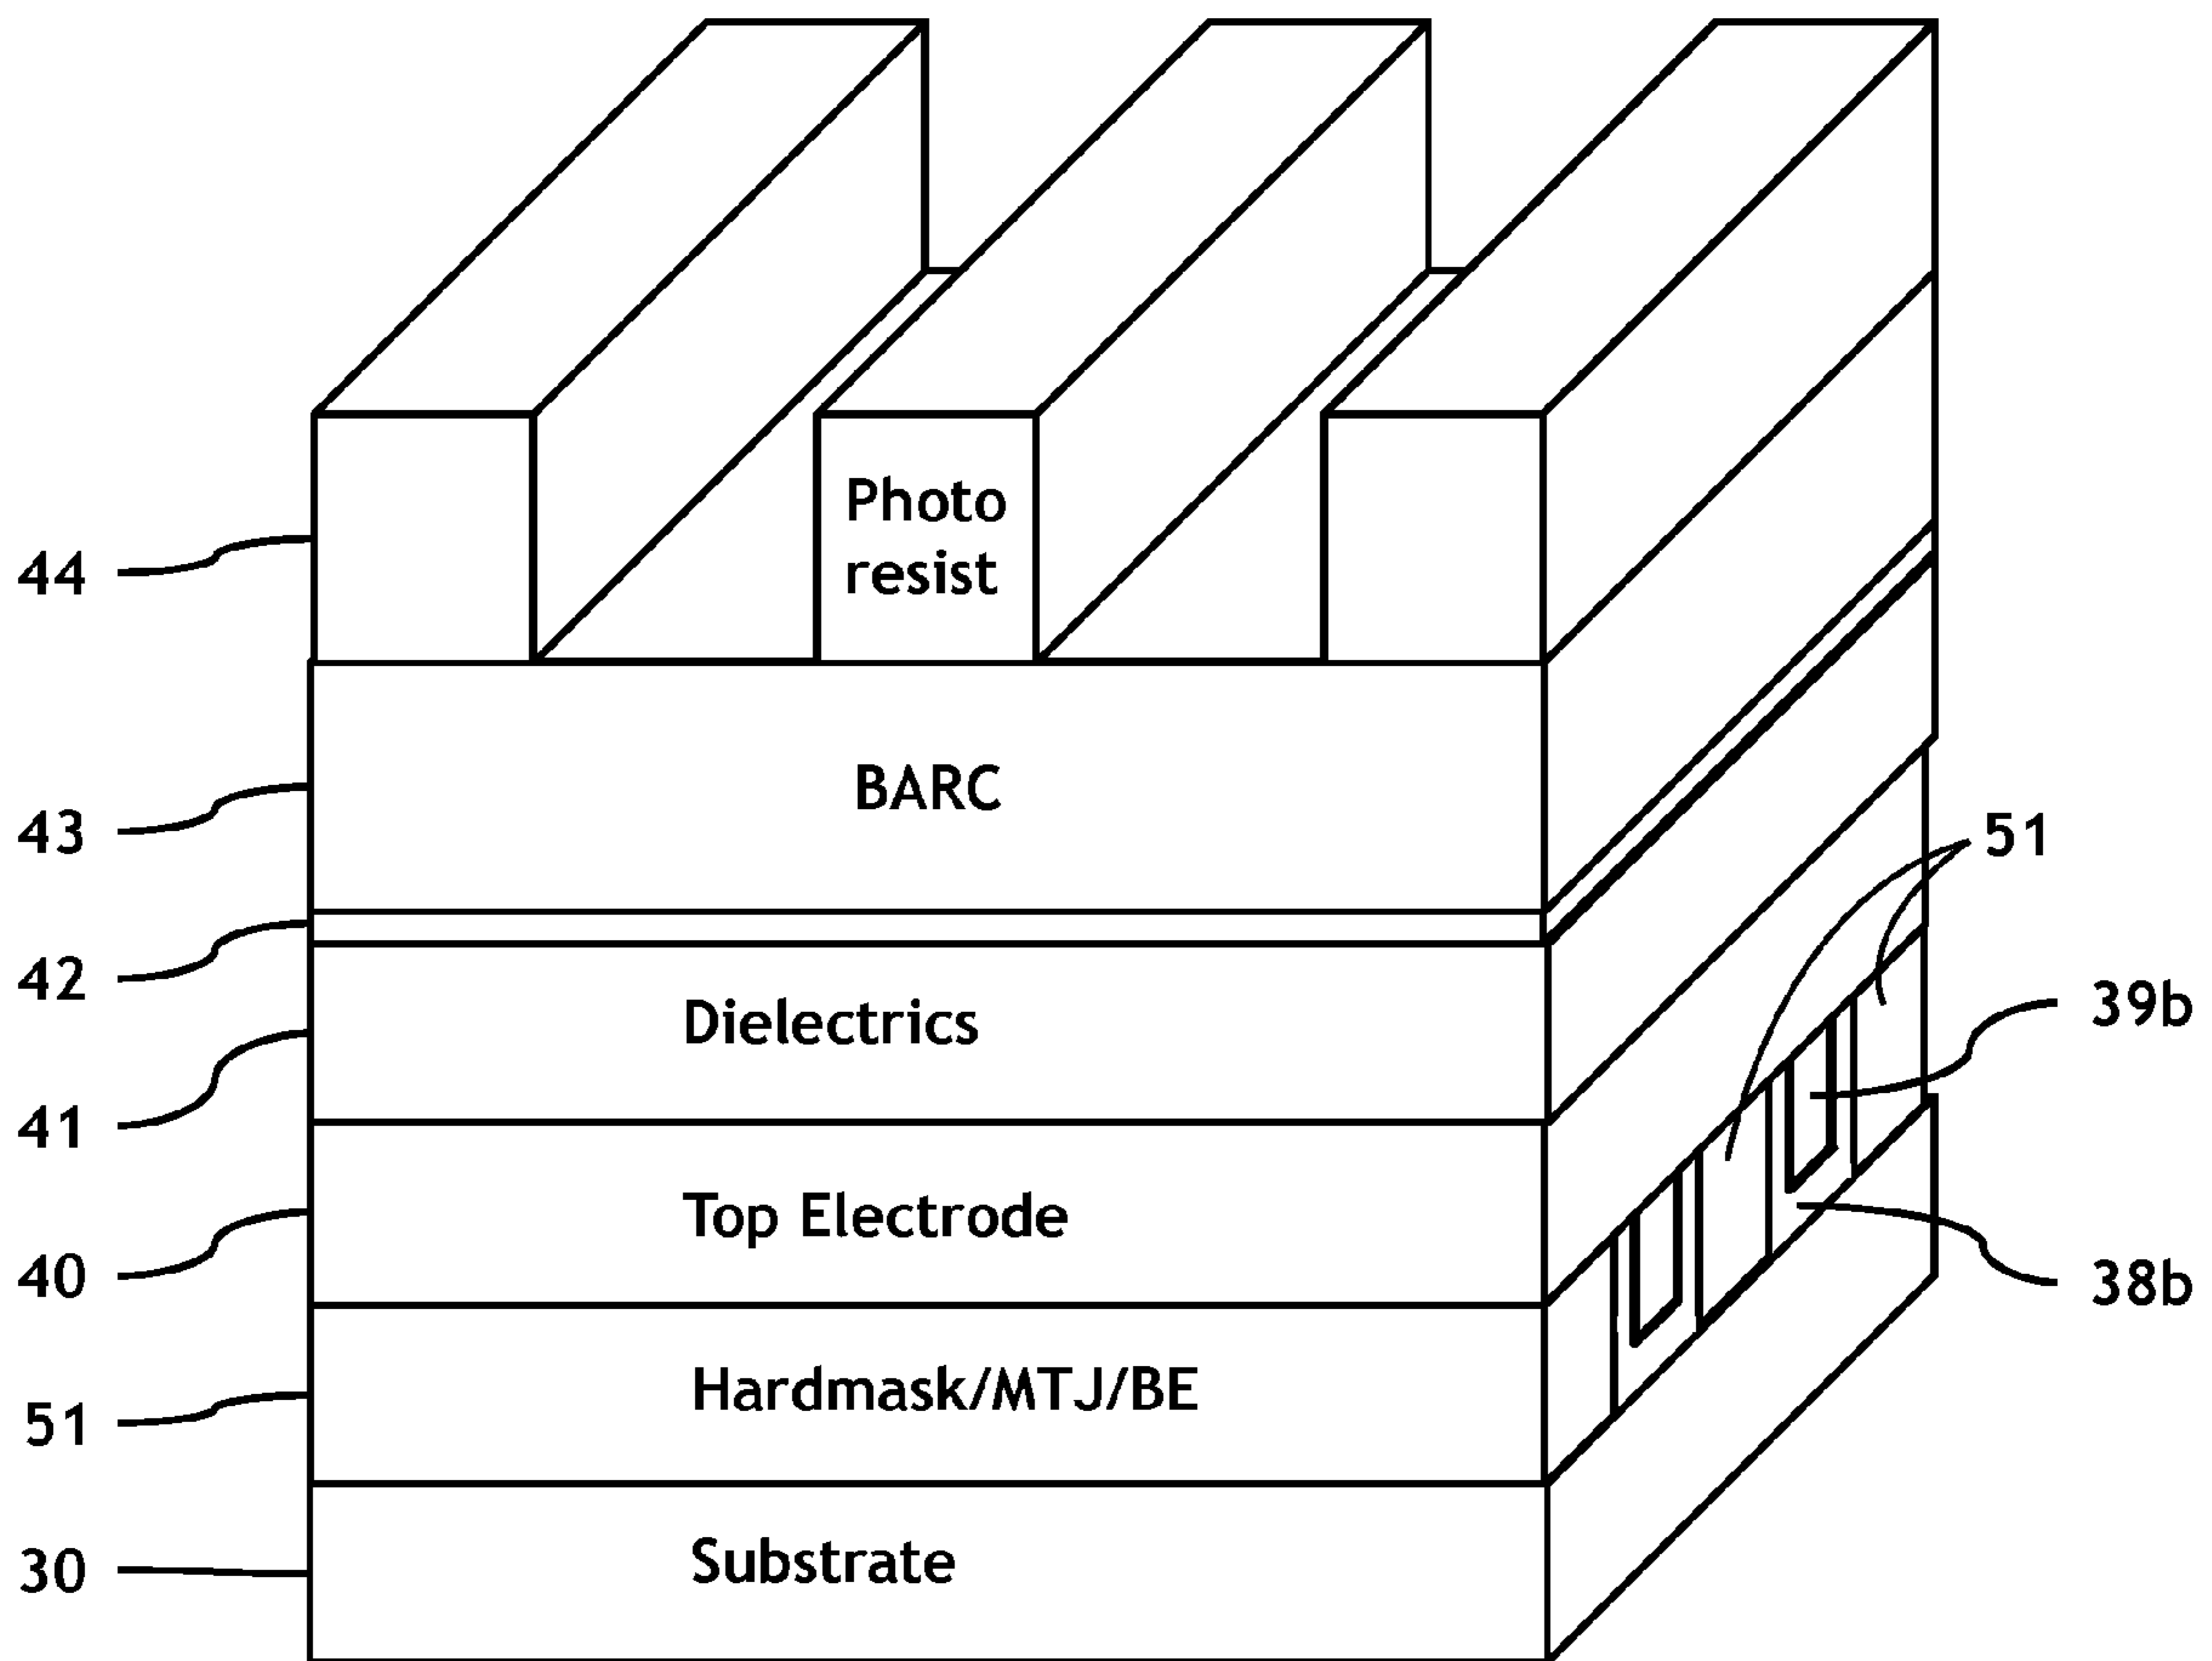 Photo
resist
44
BARC
43
51
42
39b
Dielectrics
41
Top Electrode
40
38b
Hardmask/MTJ/BE
51
Substrate
30